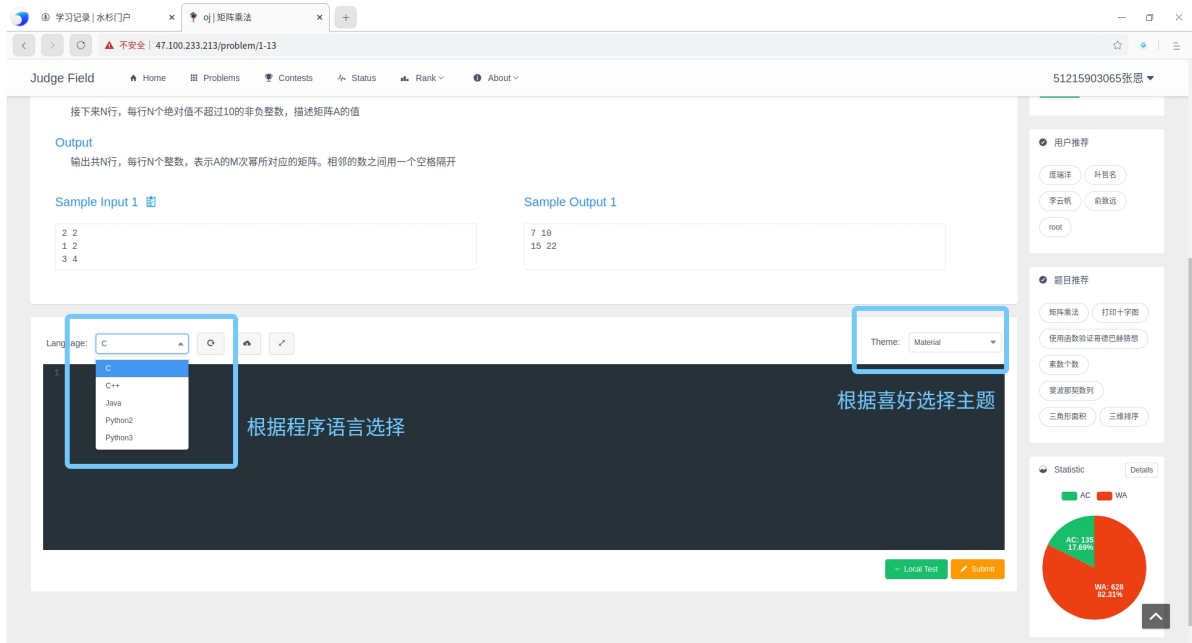 学习记录 | 水杉门户
oj | 矩阵乘法
不安全 | 47.100.233.213/problem/1-13
Judge Field
Home
Problems
Contests
Status
Rank
About
51215903065张恩
接下来N行，每行N个绝对值不超过10的非负整数，描述矩阵A的值
Output
输出共N行，每行N个整数，表示A的M次幂所对应的矩阵。相邻的数之间用一个空格隔开
Sample Input 1
2 2
1 2
3 4
Sample Output 1
7 10
15 22
Language:
C
C
C++
Java
Python2
Python3
1
根据程序语言选择
Theme:
Material
根据喜好选择主题
Local Test
Submit
用户推荐
庞瑞洋
叶哲名
李云帆
俞致远
root
题目推荐
矩阵乘法
打印十字图
使用函数验证哥德巴赫猜想
素数个数
斐波那契数列
三角形面积
三维排序
Statistic
Details
AC
WA
AC: 135
17.69%
WA: 628
82.31%